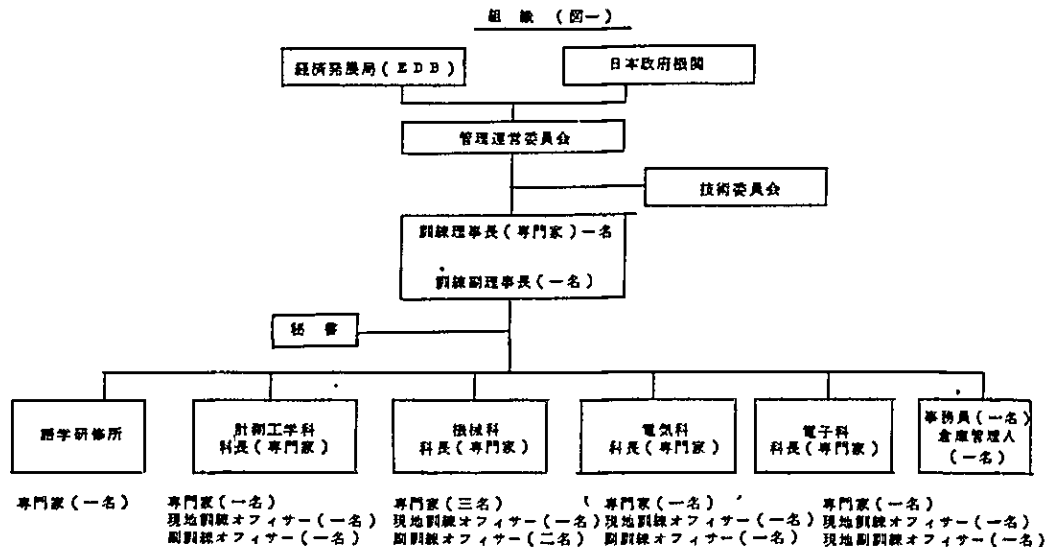 組織（図一）
経済発展局（EDB）
日本政府機関
管理運営委員会
技術委員会
訓練理事長（専門家）一名
訓練副理事長（一名）
秘書
語学研修所
計測工学科
科長（専門家）
機械科
科長（専門家）
電気科
科長（専門家）
電子科
科長（専門家）
事務員（一名）
倉庫管理人
（一名）
専門家（一名）
専門家（一名）
現地訓練オフィサー（一名）
副訓練オフィサー（一名）
専門家（三名）
現地訓練オフィサー（一名）
副訓練オフィサー（二名）
専門家（一名）
現地訓練オフィサー（一名）
副訓練オフィサー（一名）
専門家（一名）
現地訓練オフィサー（一名）
現地副訓練オフィサー（一名）